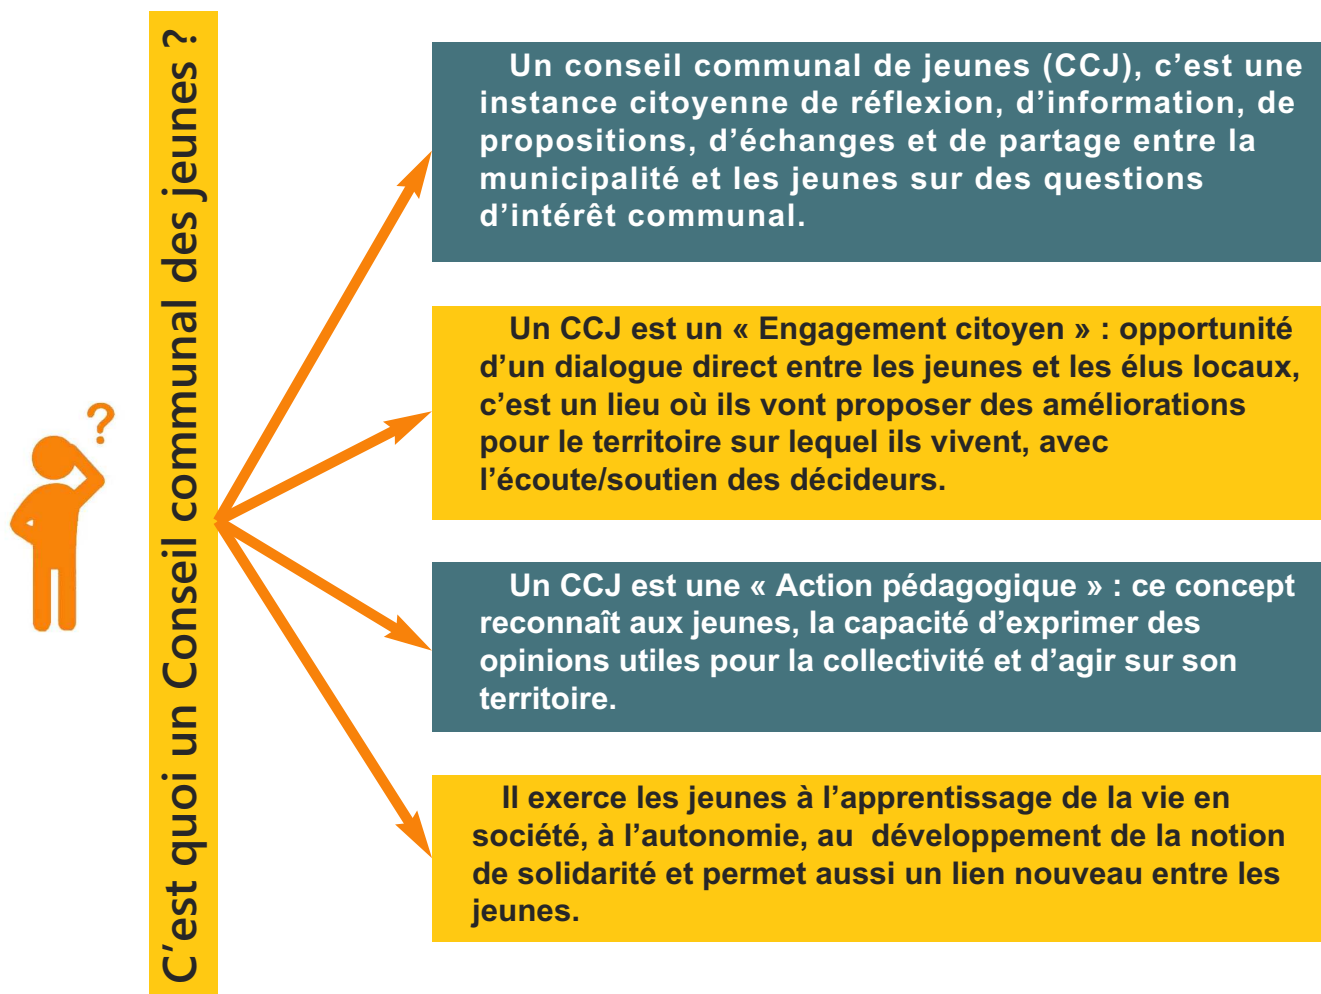 C'est quoi un Conseil communal des jeunes ?
Un conseil communal de jeunes (CCJ), c'est une
instance citoyenne de réflexion, d'information, de
propositions, d'échanges et de partage entre la
municipalité et les jeunes sur des questions
d'intérêt communal.
?
Un CCJ est un « Engagement citoyen » : opportunité
d'un dialogue direct entre les jeunes et les élus locaux,
c'est un lieu où ils vont proposer des améliorations
pour le territoire sur lequel ils vivent, avec
l'écoute/soutien des décideurs.
Un CCJ est une « Action pédagogique » : ce concept
reconnaît aux jeunes, la capacité d'exprimer des
opinions utiles pour la collectivité et d'agir sur son
territoire.
Il exerce les jeunes à l'apprentissage de la vie en
société, à l'autonomie, au  développement de la notion
de solidarité et permet aussi un lien nouveau entre les
jeunes.